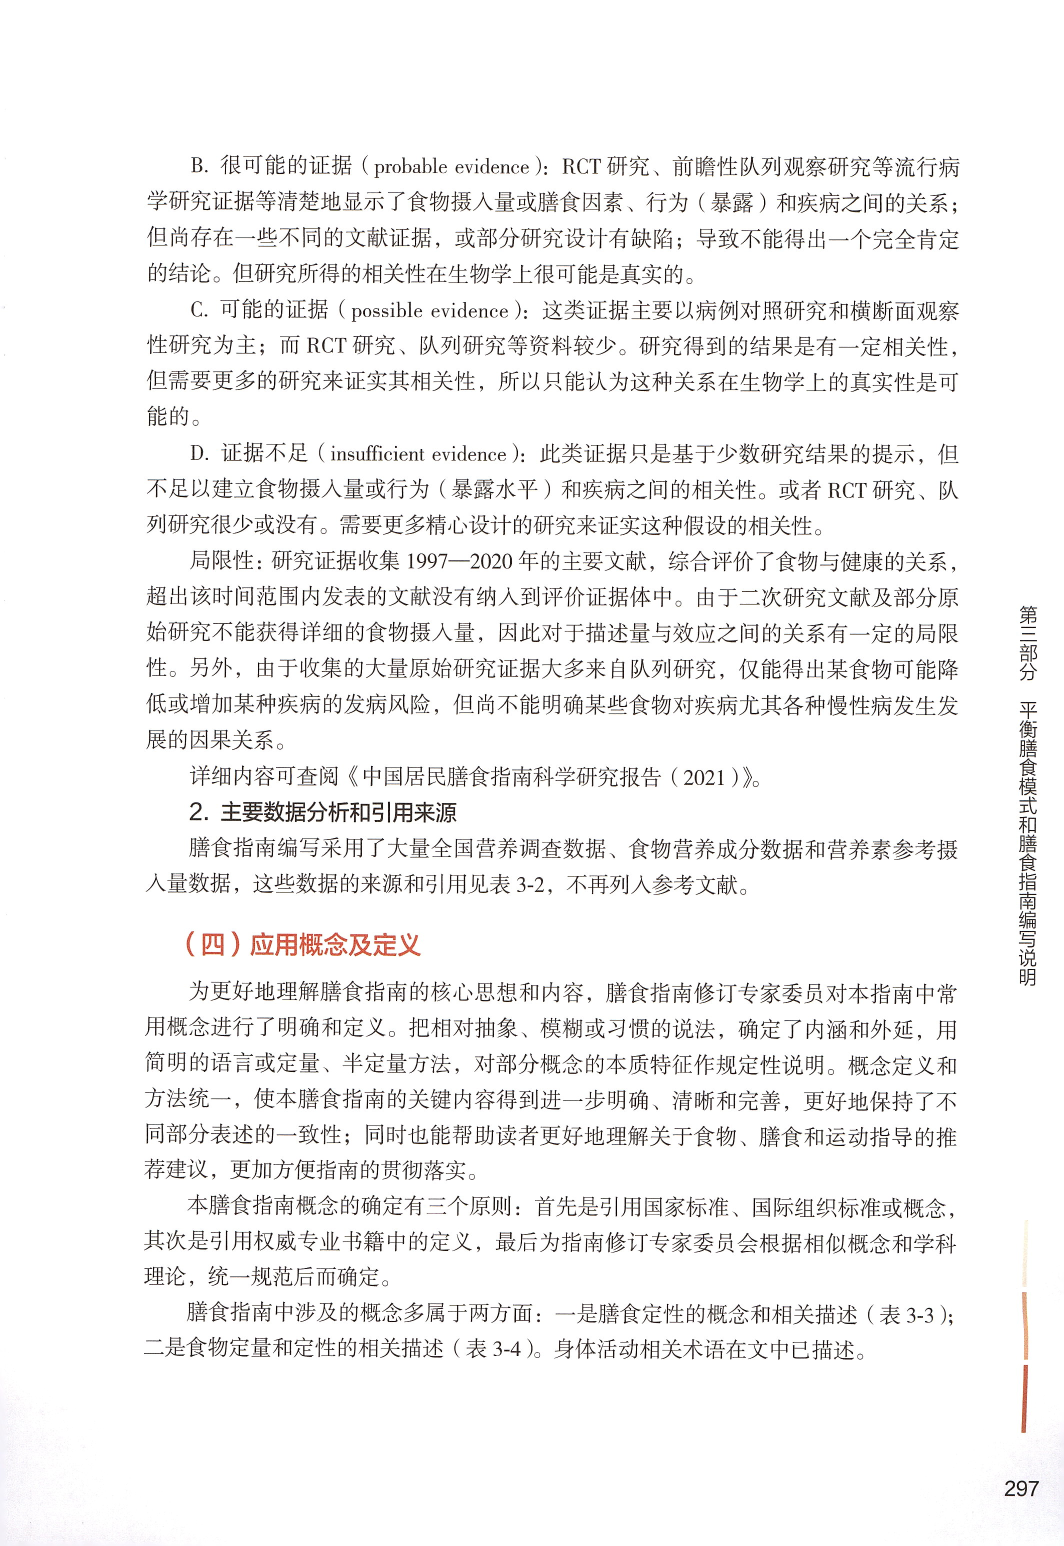 B. 很可能的证据（probable evidence）：RCT 研究、前瞻性队列观察研究等流行病
学研究证据等清楚地显示了食物摄入量或膳食因素、行为（暴露）和疾病之间的关系；
但尚存在一些不同的文献证据，或部分研究设计有缺陷；导致不能得出一个完全肯定
的结论。但研究所得的相关性在生物学上很可能是真实的。
C. 可能的证据（possible evidence）：这类证据主要以病例对照研究和横断面观察
性研究为主；而 RCT 研究、队列研究等资料较少。研究得到的结果是有一定相关性，
但需要更多的研究来证实其相关性，所以只能认为这种关系在生物学上的真实性是可
能的。
D. 证据不足（insufficient evidence）：此类证据只是基于少数研究结果的提示，但
不足以建立食物摄入量或行为（暴露水平）和疾病之间的相关性。或者 RCT 研究、队
列研究很少或没有。需要更多精心设计的研究来证实这种假设的相关性。
局限性：研究证据收集 1997—2020 年的主要文献，综合评价了食物与健康的关系，
超出该时间范围内发表的文献没有纳入到评价证据体中。由于二次研究文献及部分原
始研究不能获得详细的食物摄入量，因此对于描述量与效应之间的关系有一定的局限
性。另外，由于收集的大量原始研究证据大多来自队列研究，仅能得出某食物可能降
低或增加某种疾病的发病风险，但尚不能明确某些食物对疾病尤其各种慢性病发生发
展的因果关系。
详细内容可查阅《中国居民膳食指南科学研究报告（2021）》。
2. 主要数据分析和引用来源
膳食指南编写采用了大量全国营养调查数据、食物营养成分数据和营养素参考摄
入量数据，这些数据的来源和引用见表 3-2，不再列入参考文献。
（四）应用概念及定义
为更好地理解膳食指南的核心思想和内容，膳食指南修订专家委员对本指南中常
用概念进行了明确和定义。把相对抽象、模糊或习惯的说法，确定了内涵和外延，用
简明的语言或定量、半定量方法，对部分概念的本质特征作规定性说明。概念定义和
方法统一，使本膳食指南的关键内容得到进一步明确、清晰和完善，更好地保持了不
同部分表述的一致性；同时也能帮助读者更好地理解关于食物、膳食和运动指导的推
荐建议，更加方便指南的贯彻落实。
本膳食指南概念的确定有三个原则：首先是引用国家标准、国际组织标准或概念，
其次是引用权威专业书籍中的定义，最后为指南修订专家委员会根据相似概念和学科
理论，统一规范后而确定。
膳食指南中涉及的概念多属于两方面：一是膳食定性的概念和相关描述（表 3-3）；
二是食物定量和定性的相关描述（表 3-4）。身体活动相关术语在文中已描述。
第三部分 平衡膳食模式和膳食指南编写说明
297